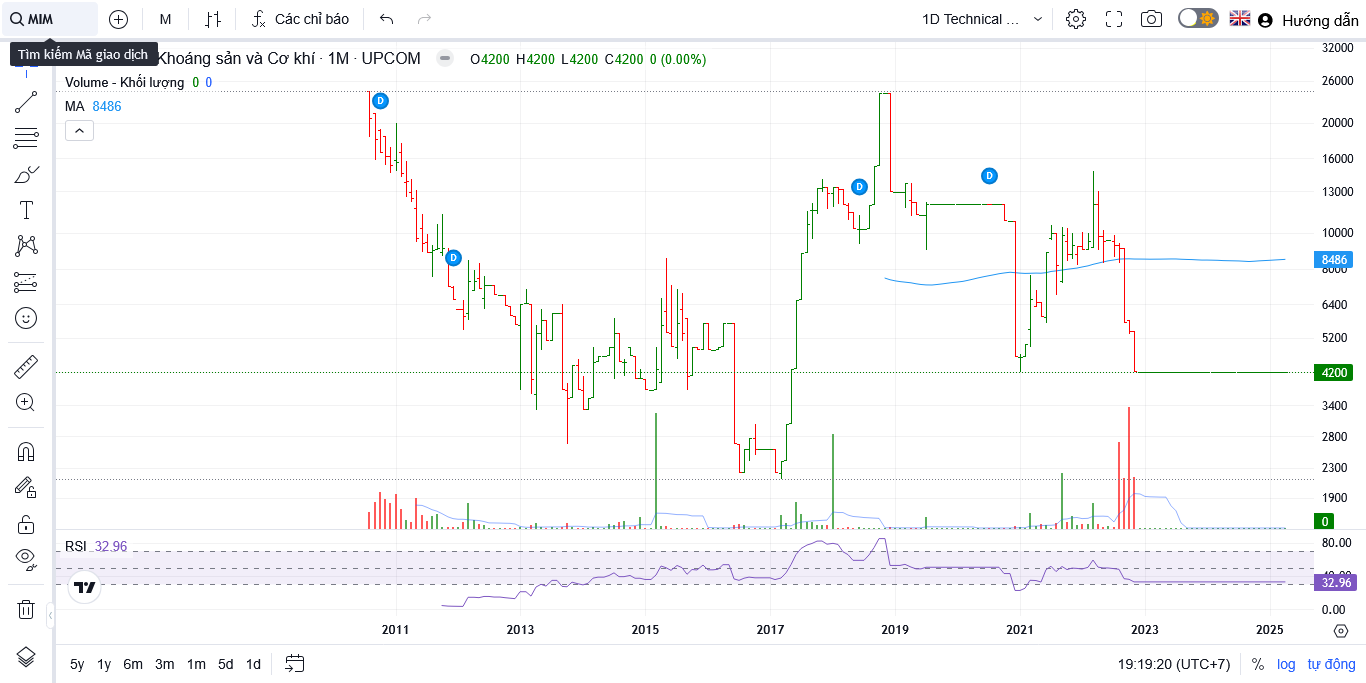 MIM
M
Các chỉ báo
1D Technical ...
Hướng dẫn
Tìm kiếm Mã giao dịch
Khoáng sản và Cơ khí · 1M · UPCOM
O4200 H4200 L4200 C4200 0 (0.00%)
Volume - Khối lượng 0 0
MA 8486
D
D
D
D
32000
26000
20000
16000
13000
10000
8486
8000
6400
5200
4200
3400
2800
2300
1900
0
RSI 32.96
80.00
40.00
32.96
0.00
2011 2013 2015 2017 2019 2021 2023 2025
5y 1y 6m 3m 1m 5d 1d
19:19:20 (UTC+7) % log tự động